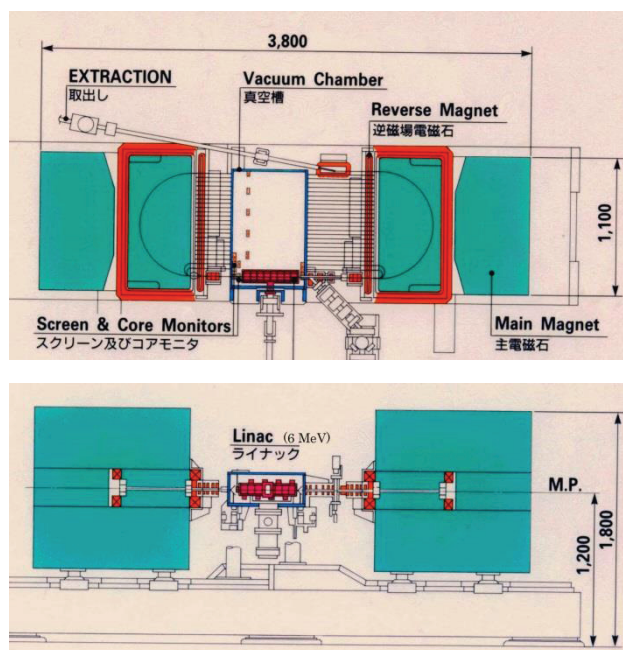 3,800
EXTRACTION
取出し
Vacuum Chamber
真空槽
Reverse Magnet
逆磁場電磁石
1,100
Screen & Core Monitors
スクリーン及びコアモニタ
Main Magnet
主電磁石
Linac (6 MeV)
ライナック
M.P.
1,200
1,800